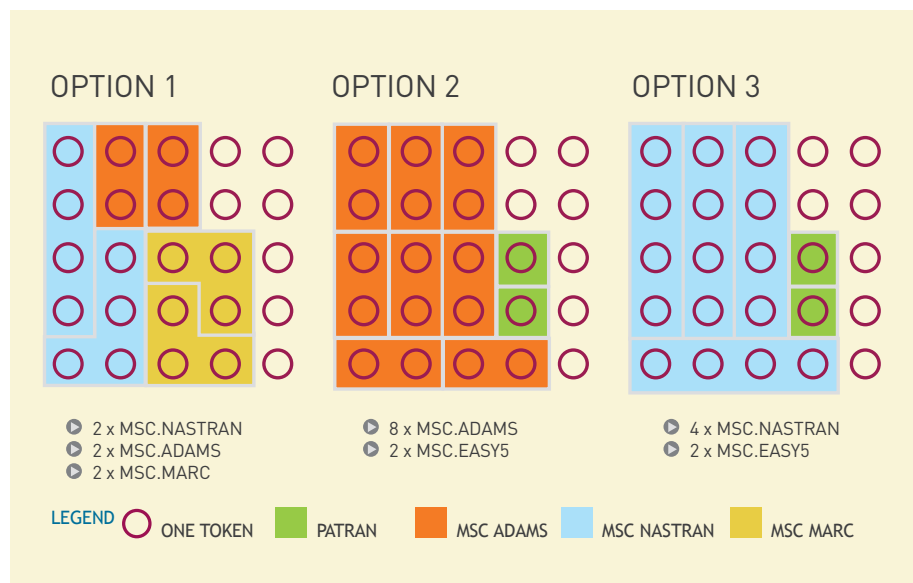 OPTION 1
OPTION 2
OPTION 3
2 x MSC.NASTRAN
2 x MSC.ADAMS
2 x MSC.MARC
8 x MSC.ADAMS
2 x MSC.EASY5
4 x MSC.NASTRAN
2 x MSC.EASY5
LEGEND ONE TOKEN PATRAN MSC ADAMS MSC NASTRAN MSC MARC